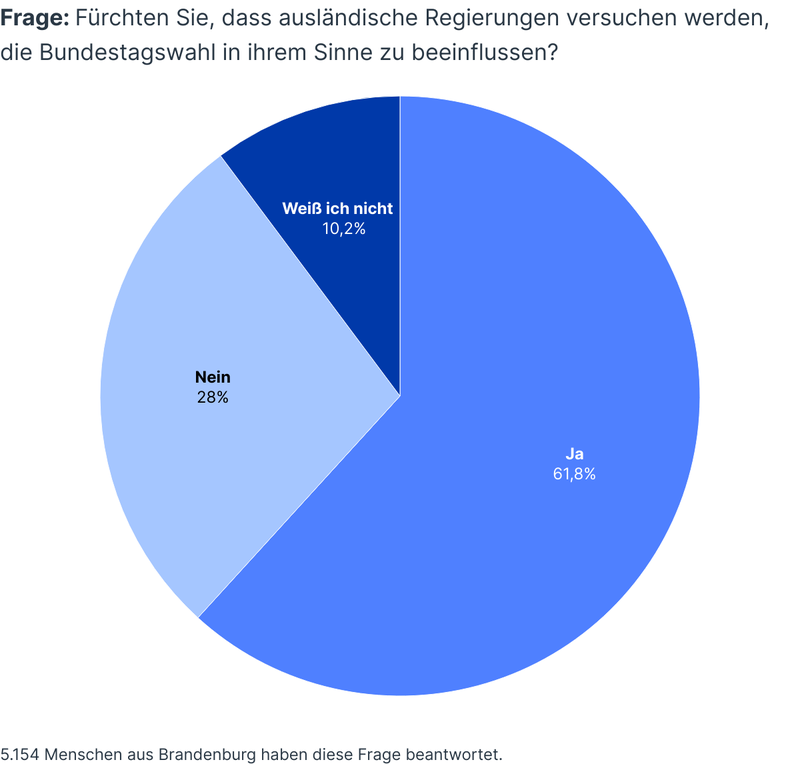 Frage: Fürchten Sie, dass ausländische Regierungen versuchen werden,
die Bundestagswahl in ihrem Sinne zu beeinflussen?
Weiß ich nicht
10,2%
Nein
28%
Ja
61,8%
5.154 Menschen aus Brandenburg haben diese Frage beantwortet.